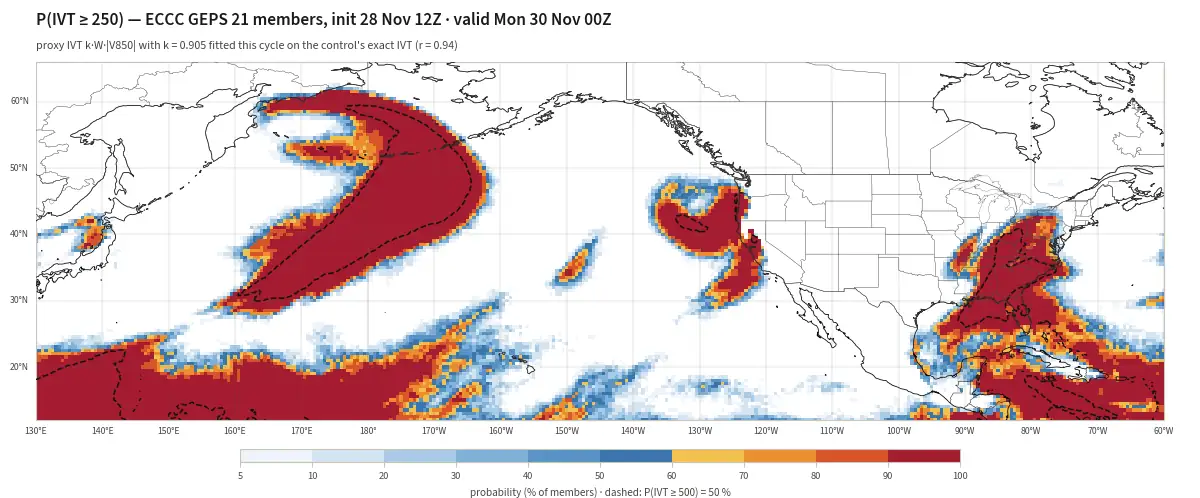 P(IVT ≥ 250) — ECCC GEPS 21 members, init 28 Nov 12Z · valid Mon 30 Nov 00Z
proxy IVT k·W·|V850| with k = 0.905 fitted this cycle on the control's exact IVT (r = 0.94)
60°N
50°N
40°N
30°N
20°N
130°E 140°E 150°E 160°E 170°E 180° 170°W 160°W 150°W 140°W 130°W 120°W 110°W 100°W 90°W 80°W 70°W 60°W
5 10 20 30 40 50 60 70 80 90 100
probability (% of members) · dashed: P(IVT ≥ 500) = 50 %